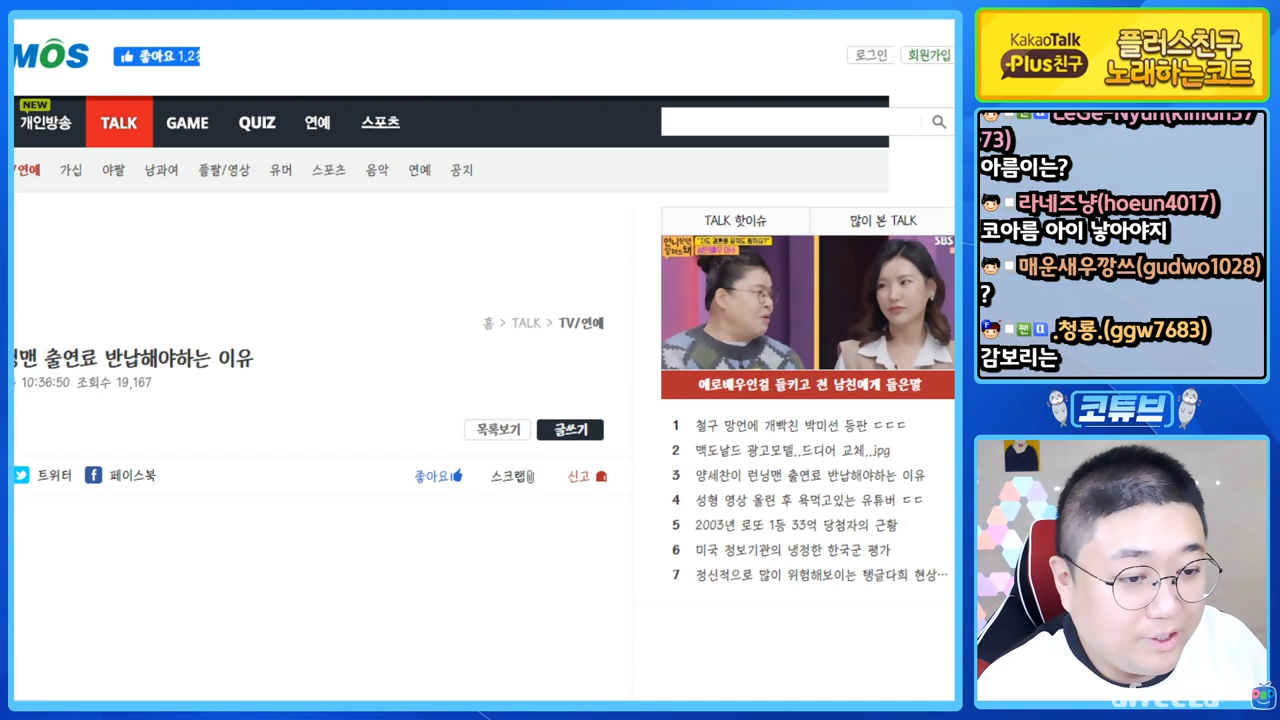 MOS
좋아요 1.2천
로그인 회원가입
NEW
개인방송 TALK GAME QUIZ 연예 스포츠
/연예 가십 야짤 남과여 플짤/영상 유머 스포츠 음악 연예 공지
홈 > TALK > TV/연예
닝맨 출연료 반납해야하는 이유
10:36:50 조회수 19,167
목록보기 글쓰기
트위터 페이스북 좋아요 스크랩 신고
TALK 핫이슈 많이 본 TALK
SBS
에로배우인걸 들키고 전 남친에게 들은말
1 철구 망언에 개빡친 박미선 등판 ㄷㄷㄷ
2 맥도날드 광고모델..드디어 교체..jpg
3 양세찬이 런닝맨 출연료 반납해야하는 이유
4 성형 영상 올린 후 욕먹고있는 유튜버 ㄷㄷ
5 2003년 로또 1등 33억 당첨자의 근황
6 미국 정보기관의 냉정한 한국군 평가
7 정신적으로 많이 위험해보이는 탱글다희 현상…
KakaoTalk
Plus친구
플러스친구
노래하는코트
73)
아름이는?
라네즈냥(hoeun4017)
코아름 아이 낳아야지
매운새우깡쓰(gudwo1028)
?
팬 .청룡.(ggw7683)
감보리는
코튜브